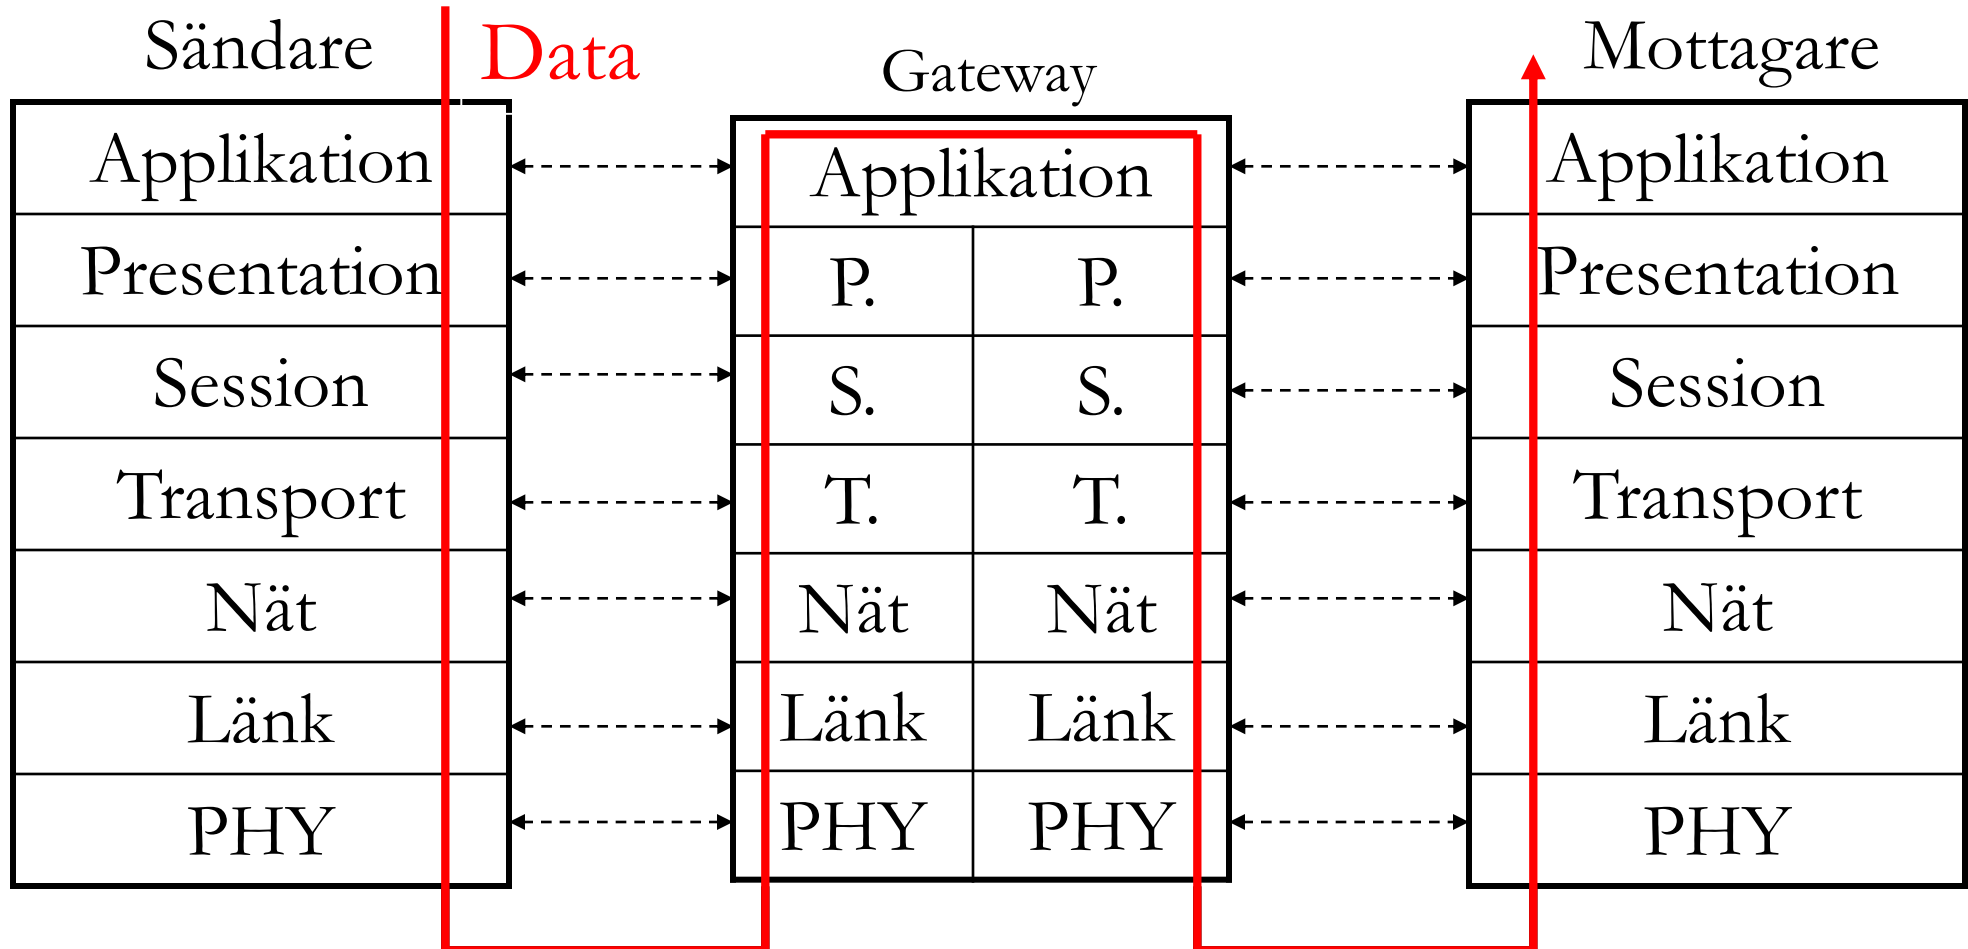 Sändare
Data
Gateway
Mottagare
Applikation
Presentation
Session
Transport
Nät
Länk
PHY
Applikation
P. P.
S. S.
T. T.
Nät Nät
Länk Länk
PHY PHY
Applikation
Presentation
Session
Transport
Nät
Länk
PHY